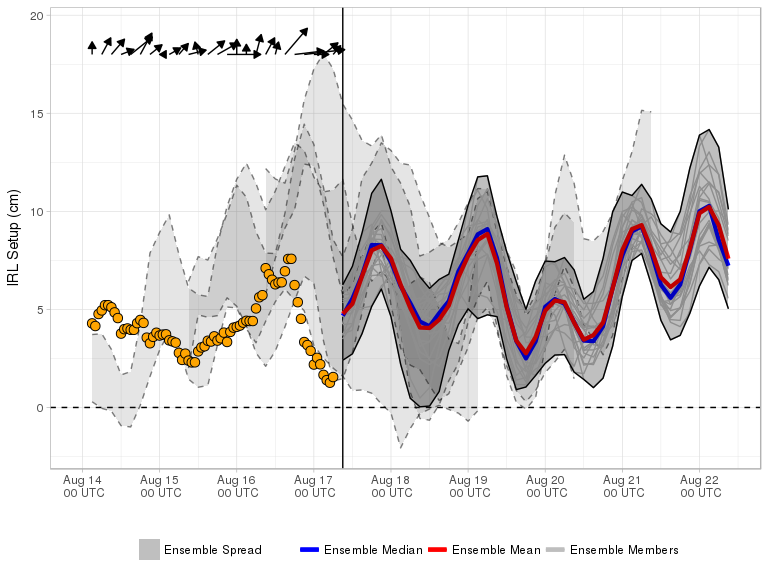 20
15
10
5
0
IRL Setup (cm)
Aug 14 Aug 15 Aug 16 Aug 17 Aug 18 Aug 19 Aug 20 Aug 21 Aug 22
00 UTC 00 UTC 00 UTC 00 UTC 00 UTC 00 UTC 00 UTC 00 UTC 00 UTC
Ensemble Spread Ensemble Median Ensemble Mean Ensemble Members